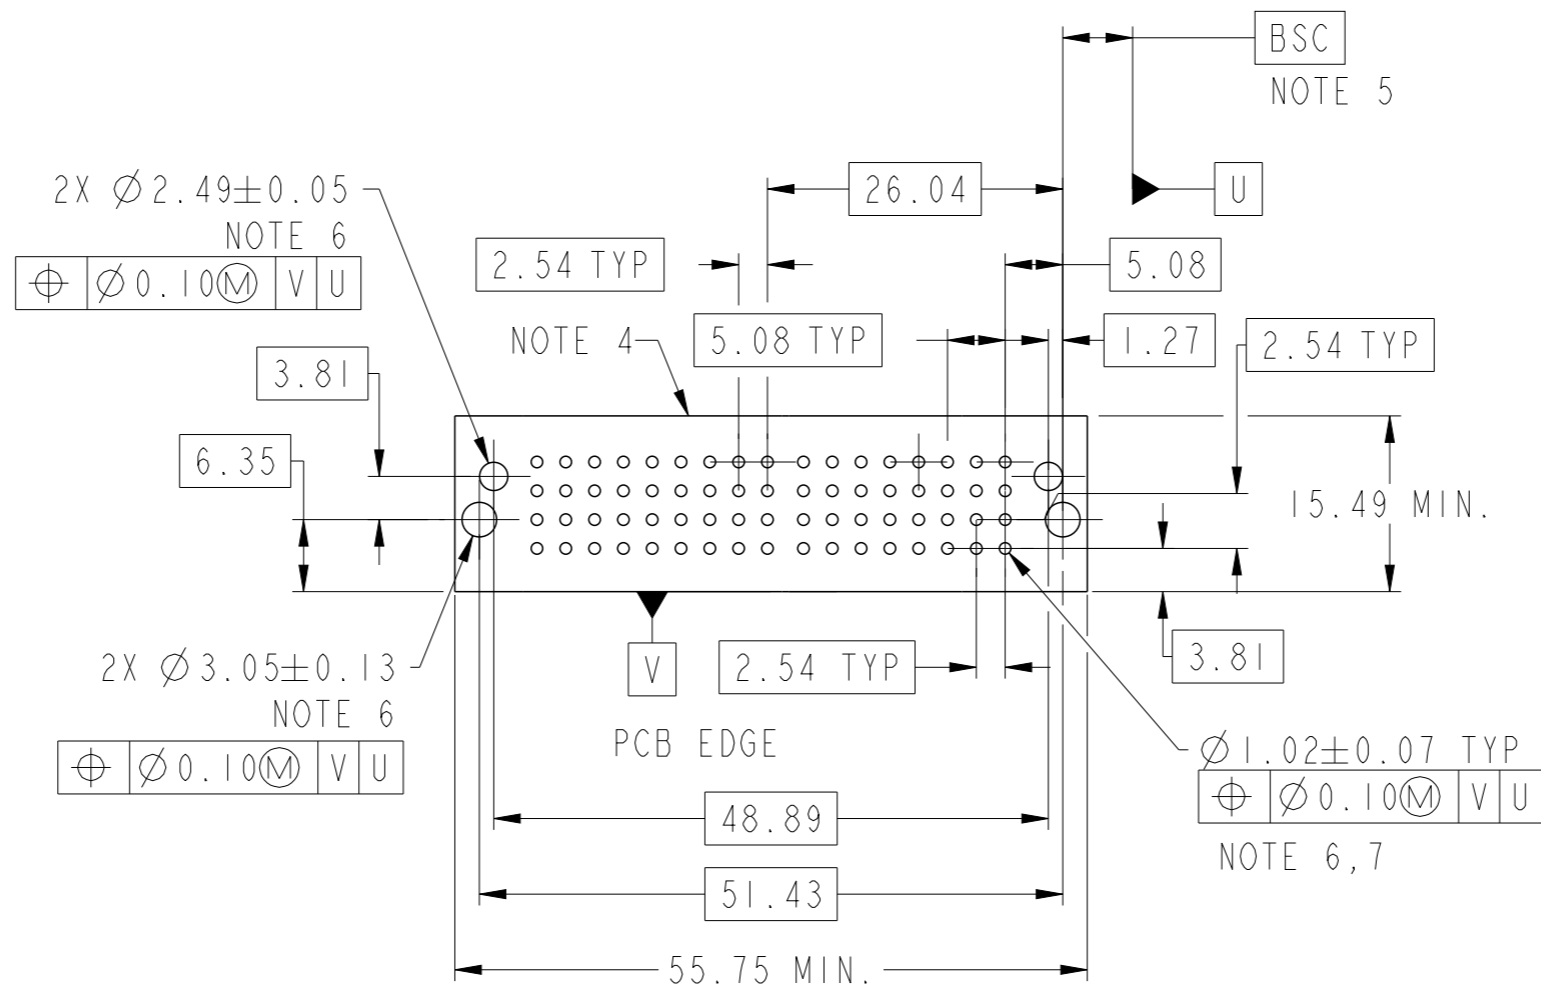 BSC
NOTE 5
2X ∅2.49±0.05
NOTE 6
⌖ ∅0.10Ⓜ V U
26.04
U
2.54 TYP
5.08
NOTE 4
5.08 TYP
1.27
2.54 TYP
3.81
6.35
15.49 MIN.
2X ∅3.05±0.13
NOTE 6
⌖ ∅0.10Ⓜ V U
V
PCB EDGE
2.54 TYP
3.81
∅1.02±0.07 TYP
⌖ ∅0.10Ⓜ V U
NOTE 6,7
48.89
51.43
55.75 MIN.